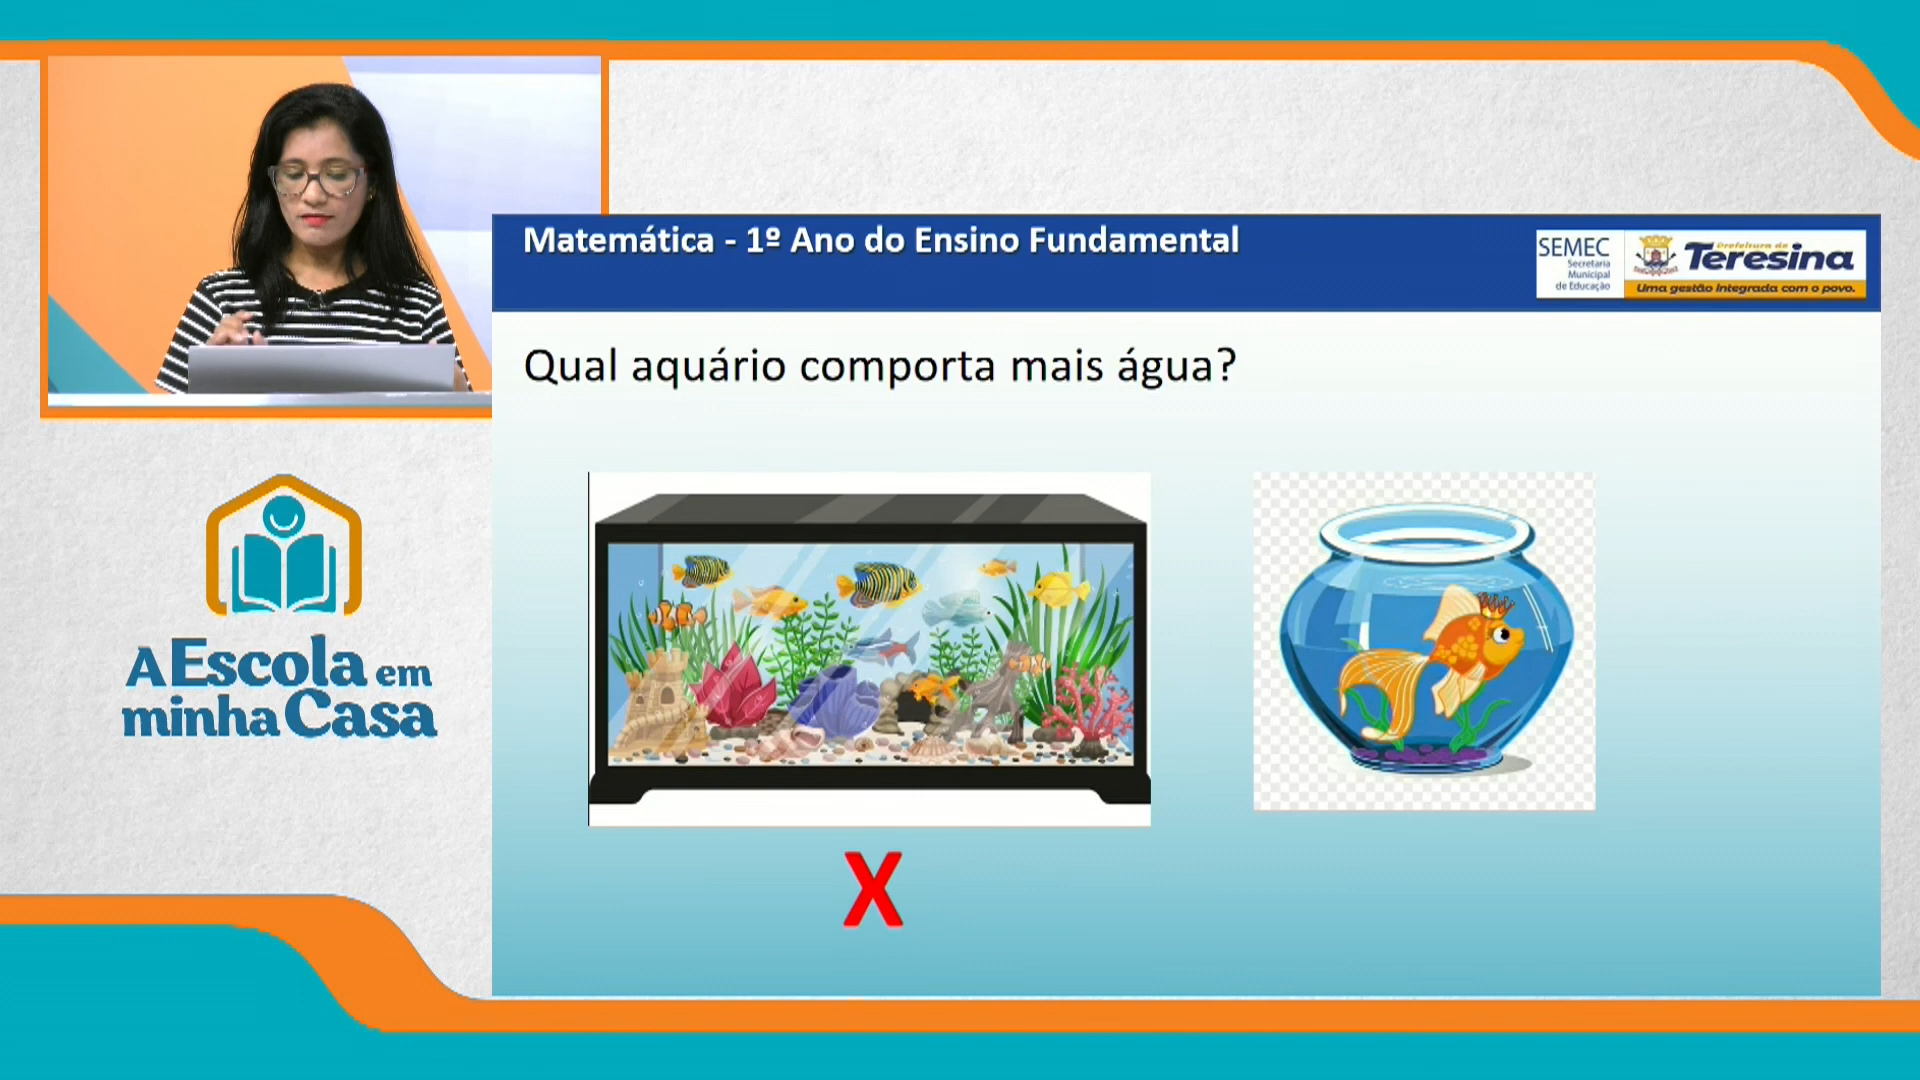 Matemática - 1º Ano do Ensino Fundamental
SEMEC
Secretaria
Municipal
de Educação
Prefeitura de
Teresina
Uma gestão integrada com o povo.
Qual aquário comporta mais água?
X
A Escola em
minha Casa